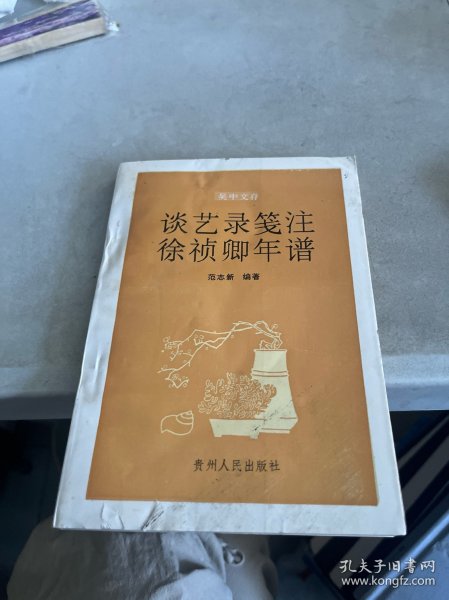 吴中文存
谈艺录笺注
徐祯卿年谱
范志新 编著
贵州人民出版社
孔夫子旧书网
www.kongfz.com